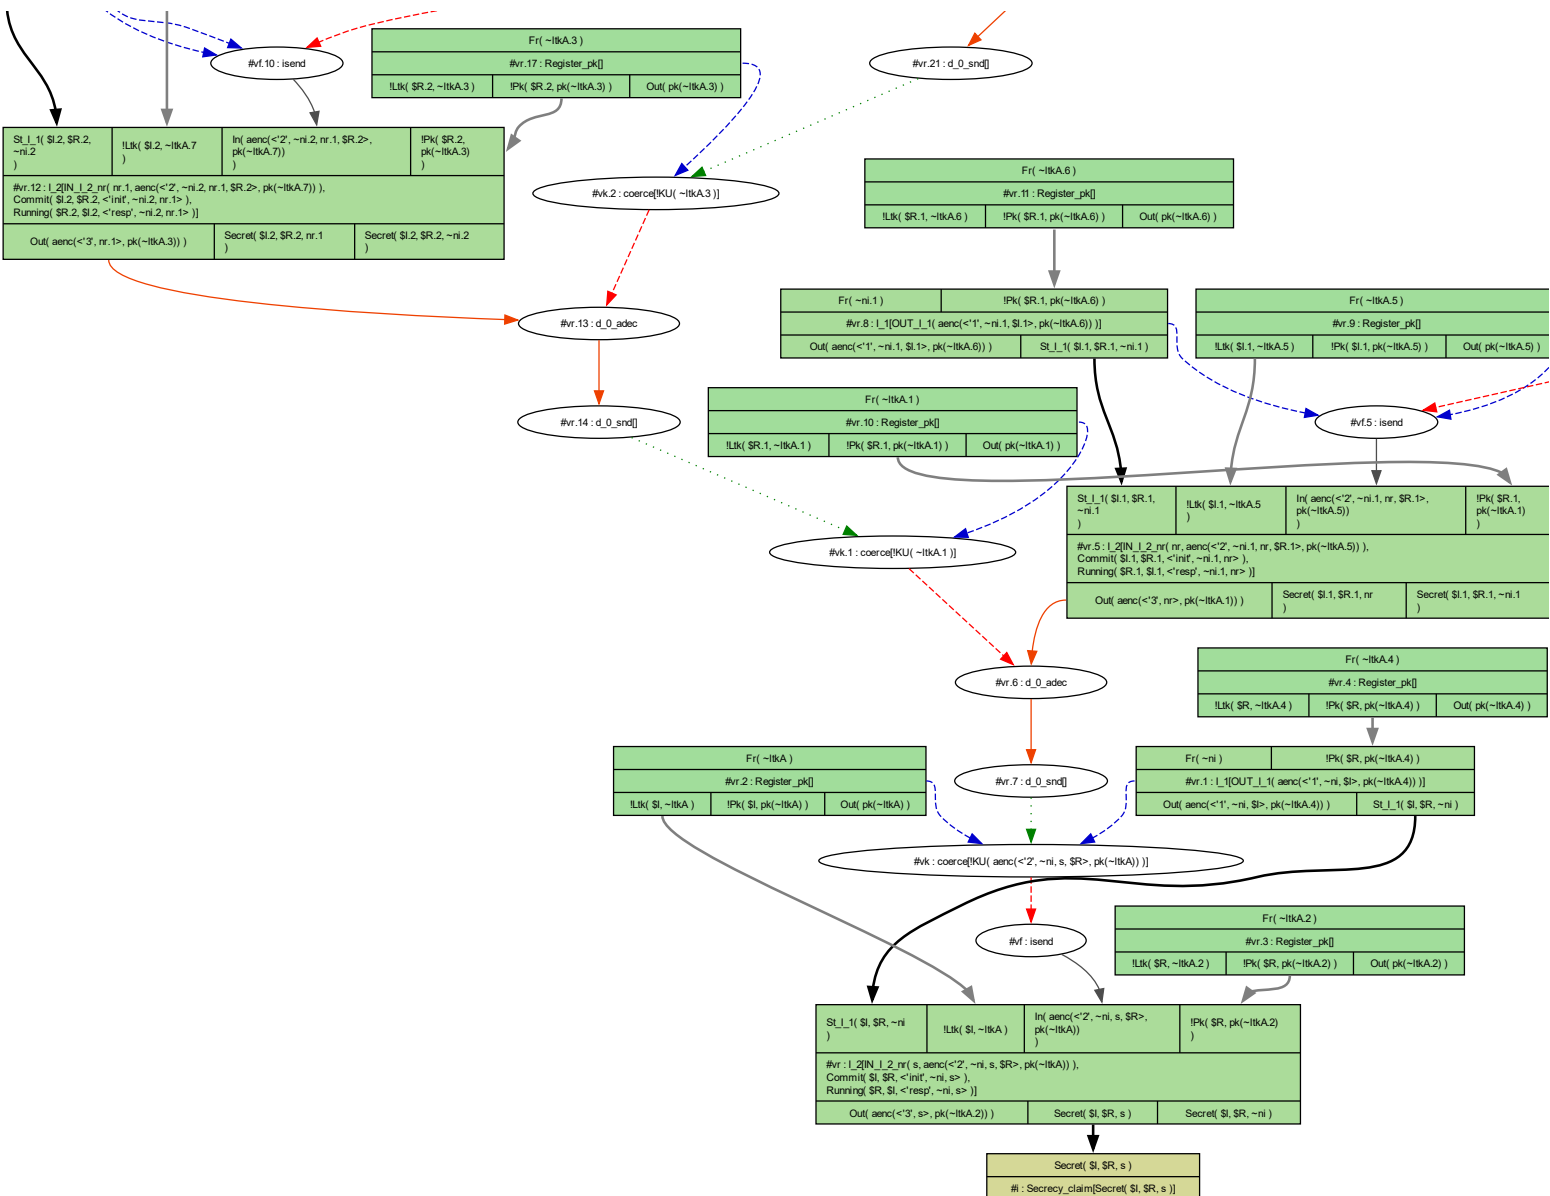 #vf.10 : isend
Fr( ~ltkA.3 )
#vr.17 : Register_pk[]
!Ltk( $R.2, ~ltkA.3 )
!Pk( $R.2, pk(~ltkA.3) )
Out( pk(~ltkA.3) )
#vr.21 : d_0_snd[]
St_I_1( $I.2, $R.2,
~ni.2
)
!Ltk( $I.2, ~ltkA.7
)
In( aenc(<'2', ~ni.2, nr.1, $R.2>,
pk(~ltkA.7))
)
!Pk( $R.2,
pk(~ltkA.3)
)
#vr.12 : I_2[IN_I_2_nr( nr.1, aenc(<'2', ~ni.2, nr.1, $R.2>, pk(~ltkA.7)) ),
Commit( $I.2, $R.2, <'init', ~ni.2, nr.1> ),
Running( $R.2, $I.2, <'resp', ~ni.2, nr.1> )]
Out( aenc(<'3', nr.1>, pk(~ltkA.3)) )
Secret( $I.2, $R.2, nr.1
)
Secret( $I.2, $R.2, ~ni.2
)
#vk.2 : coerce[!KU( ~ltkA.3 )]
Fr( ~ltkA.6 )
#vr.11 : Register_pk[]
!Ltk( $R.1, ~ltkA.6 )
!Pk( $R.1, pk(~ltkA.6) )
Out( pk(~ltkA.6) )
#vr.13 : d_0_adec
Fr( ~ni.1 )
!Pk( $R.1, pk(~ltkA.6) )
#vr.8 : I_1[OUT_I_1( aenc(<'1', ~ni.1, $I.1>, pk(~ltkA.6)) )]
Out( aenc(<'1', ~ni.1, $I.1>, pk(~ltkA.6)) )
St_I_1( $I.1, $R.1, ~ni.1 )
Fr( ~ltkA.5 )
#vr.9 : Register_pk[]
!Ltk( $I.1, ~ltkA.5 )
!Pk( $I.1, pk(~ltkA.5) )
Out( pk(~ltkA.5) )
#vr.14 : d_0_snd[]
Fr( ~ltkA.1 )
#vr.10 : Register_pk[]
!Ltk( $R.1, ~ltkA.1 )
!Pk( $R.1, pk(~ltkA.1) )
Out( pk(~ltkA.1) )
#vf.5 : isend
St_I_1( $I.1, $R.1,
~ni.1
)
!Ltk( $I.1, ~ltkA.5
)
In( aenc(<'2', ~ni.1, nr, $R.1>,
pk(~ltkA.5))
)
!Pk( $R.1,
pk(~ltkA.1)
)
#vr.5 : I_2[IN_I_2_nr( nr, aenc(<'2', ~ni.1, nr, $R.1>, pk(~ltkA.5)) ),
Commit( $I.1, $R.1, <'init', ~ni.1, nr> ),
Running( $R.1, $I.1, <'resp', ~ni.1, nr> )]
Out( aenc(<'3', nr>, pk(~ltkA.1)) )
Secret( $I.1, $R.1, nr
)
Secret( $I.1, $R.1, ~ni.1
)
#vk.1 : coerce[!KU( ~ltkA.1 )]
#vr.6 : d_0_adec
Fr( ~ltkA.4 )
#vr.4 : Register_pk[]
!Ltk( $R, ~ltkA.4 )
!Pk( $R, pk(~ltkA.4) )
Out( pk(~ltkA.4) )
Fr( ~ltkA )
#vr.2 : Register_pk[]
!Ltk( $I, ~ltkA )
!Pk( $I, pk(~ltkA) )
Out( pk(~ltkA) )
#vr.7 : d_0_snd[]
Fr( ~ni )
!Pk( $R, pk(~ltkA.4) )
#vr.1 : I_1[OUT_I_1( aenc(<'1', ~ni, $I>, pk(~ltkA.4)) )]
Out( aenc(<'1', ~ni, $I>, pk(~ltkA.4)) )
St_I_1( $I, $R, ~ni )
#vk : coerce[!KU( aenc(<'2', ~ni, s, $R>, pk(~ltkA)) )]
#vf : isend
Fr( ~ltkA.2 )
#vr.3 : Register_pk[]
!Ltk( $R, ~ltkA.2 )
!Pk( $R, pk(~ltkA.2) )
Out( pk(~ltkA.2) )
St_I_1( $I, $R, ~ni
)
!Ltk( $I, ~ltkA )
In( aenc(<'2', ~ni, s, $R>,
pk(~ltkA))
)
!Pk( $R, pk(~ltkA.2)
)
#vr : I_2[IN_I_2_nr( s, aenc(<'2', ~ni, s, $R>, pk(~ltkA)) ),
Commit( $I, $R, <'init', ~ni, s> ),
Running( $R, $I, <'resp', ~ni, s> )]
Out( aenc(<'3', s>, pk(~ltkA.2)) )
Secret( $I, $R, s )
Secret( $I, $R, ~ni )
Secret( $I, $R, s )
#i : Secrecy_claim[Secret( $I, $R, s )]